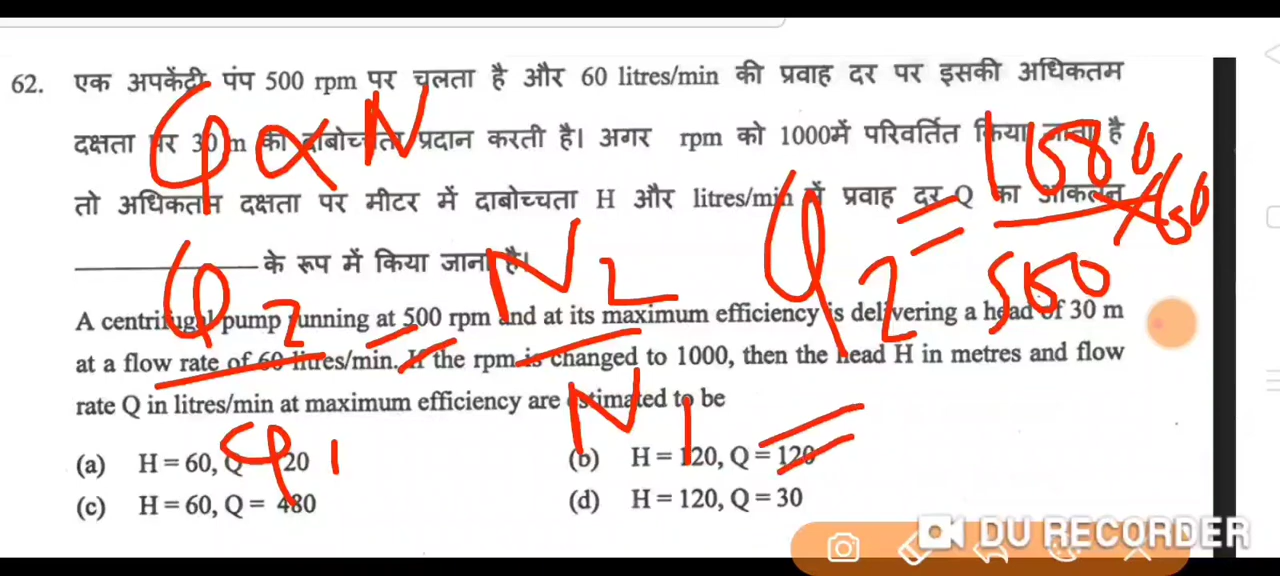 62. एक अपकेंद्री पंप 500 rpm पर चलता है और 60 litres/min की प्रवाह दर पर इसकी अधिकतम
दक्षता पर 30 m की दाबोच्चता प्रदान करती है। अगर rpm को 1000में परिवर्तित किया जाता है
तो अधिकतम दक्षता पर मीटर में दाबोच्चता H और litres/min में प्रवाह दर Q का आकलन
____________ के रूप में किया जाता है।
A centrifugal pump running at 500 rpm and at its maximum efficiency is delivering a head of 30 m
at a flow rate of 60 litres/min. If the rpm is changed to 1000, then the head H in metres and flow
rate Q in litres/min at maximum efficiency are estimated to be
(a) H = 60, Q 20 (b) H = 120, Q = 120
(c) H = 60, Q = 480 (d) H = 120, Q = 30
Q ∝ N
Q2 = N2
Q1 N1
Q2 = 1000 × 60
500
DU RECORDER